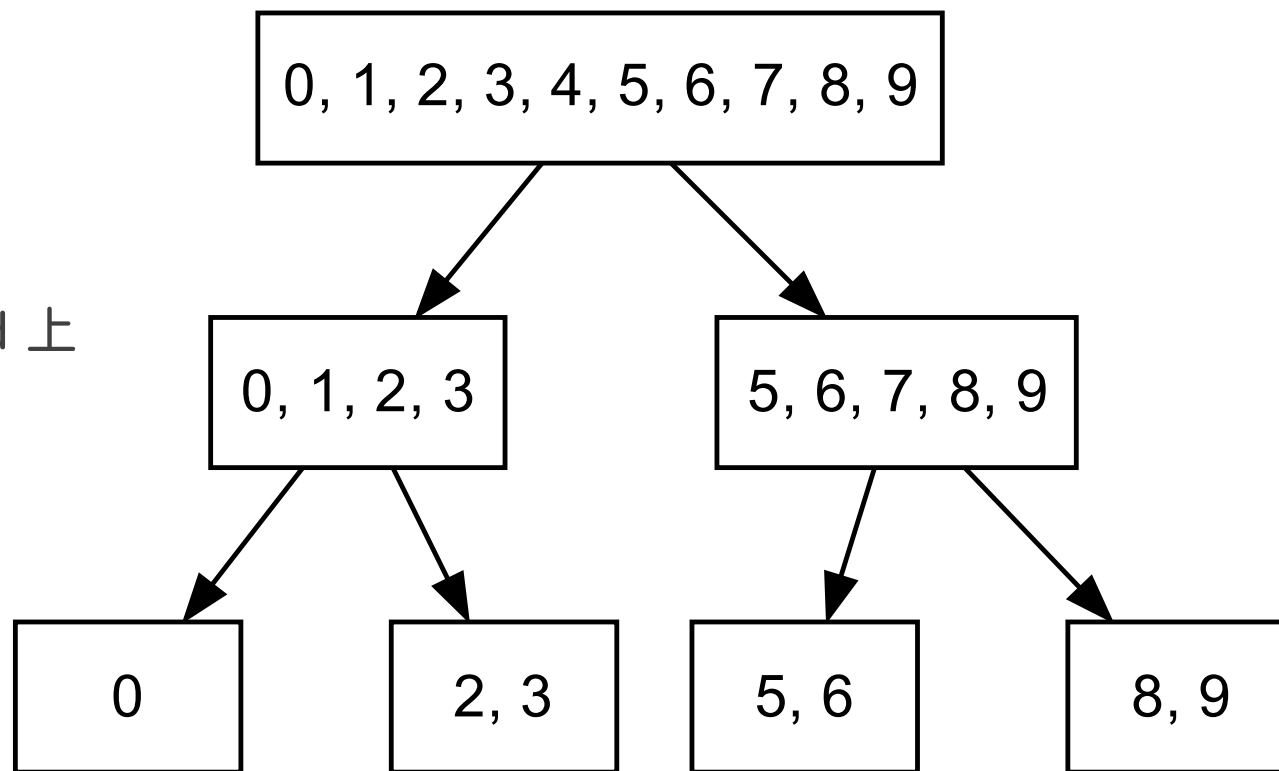 0, 1, 2, 3, 4, 5, 6, 7, 8, 9
上
0, 1, 2, 3
5, 6, 7, 8, 9
0
2, 3
5, 6
8, 9